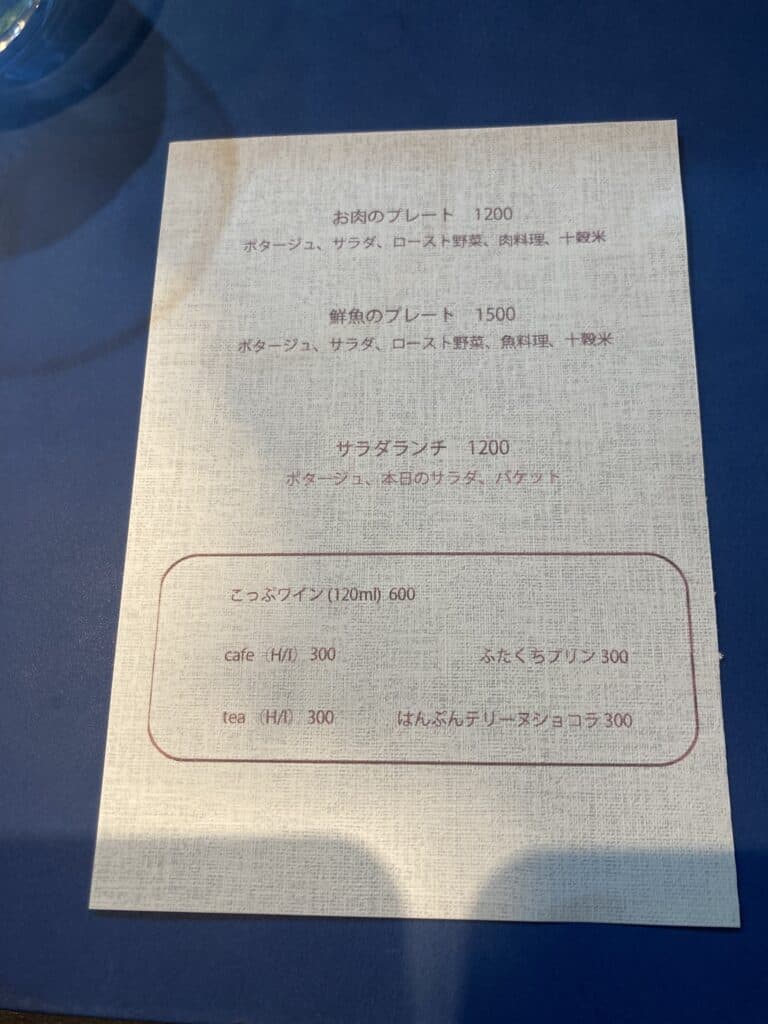 お肉のプレート 1200
ポタージュ、サラダ、ロースト野菜、肉料理、十穀米
鮮魚のプレート 1500
ポタージュ、サラダ、ロースト野菜、魚料理、十穀米
サラダランチ 1200
ポタージュ、本日のサラダ、バケット
こっぷワイン (120ml) 600
cafe (H/I) 300 ふたくちプリン 300
tea (H/I) 300 はんぶんテリーヌショコラ 300